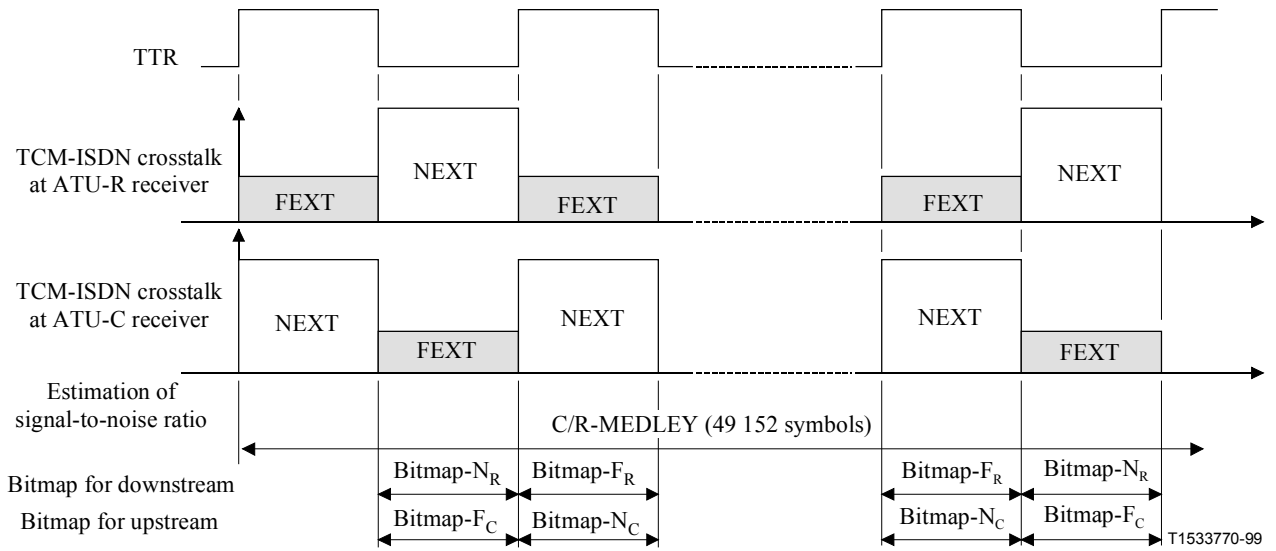 TTR
TCM-ISDN crosstalk
at ATU-R receiver
FEXT
NEXT
FEXT
FEXT
NEXT
TCM-ISDN crosstalk
at ATU-C receiver
NEXT
FEXT
NEXT
NEXT
FEXT
Estimation of
signal-to-noise ratio
C/R-MEDLEY (49 152 symbols)
Bitmap for downstream
Bitmap-N_R
Bitmap-F_R
Bitmap-F_R
Bitmap-N_R
Bitmap for upstream
Bitmap-F_C
Bitmap-N_C
Bitmap-N_C
Bitmap-F_C
T1533770-99